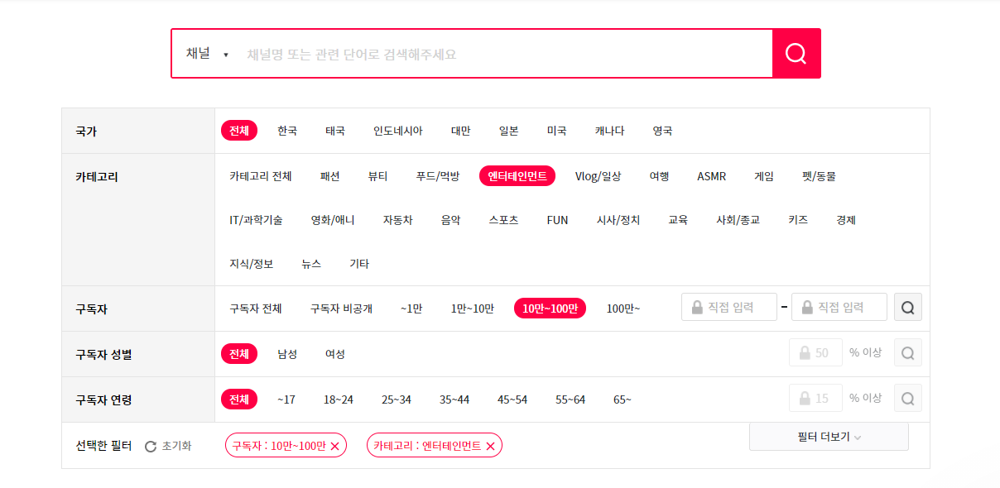 채널 ▼ 채널명 또는 관련 단어로 검색해주세요
국가 전체 한국 태국 인도네시아 대만 일본 미국 캐나다 영국
카테고리 카테고리 전체 패션 뷰티 푸드/먹방 엔터테인먼트 Vlog/일상 여행 ASMR 게임 펫/동물
IT/과학기술 영화/애니 자동차 음악 스포츠 FUN 시사/정치 교육 사회/종교 키즈 경제
지식/정보 뉴스 기타
구독자 구독자 전체 구독자 비공개 ~1만 1만~10만 10만~100만 100만~ 직접 입력 - 직접 입력
구독자 성별 전체 남성 여성 50 % 이상
구독자 연령 전체 ~17 18~24 25~34 35~44 45~54 55~64 65~ 15 % 이상
선택한 필터 초기화 구독자 : 10만~100만 × 카테고리 : 엔터테인먼트 × 필터 더보기